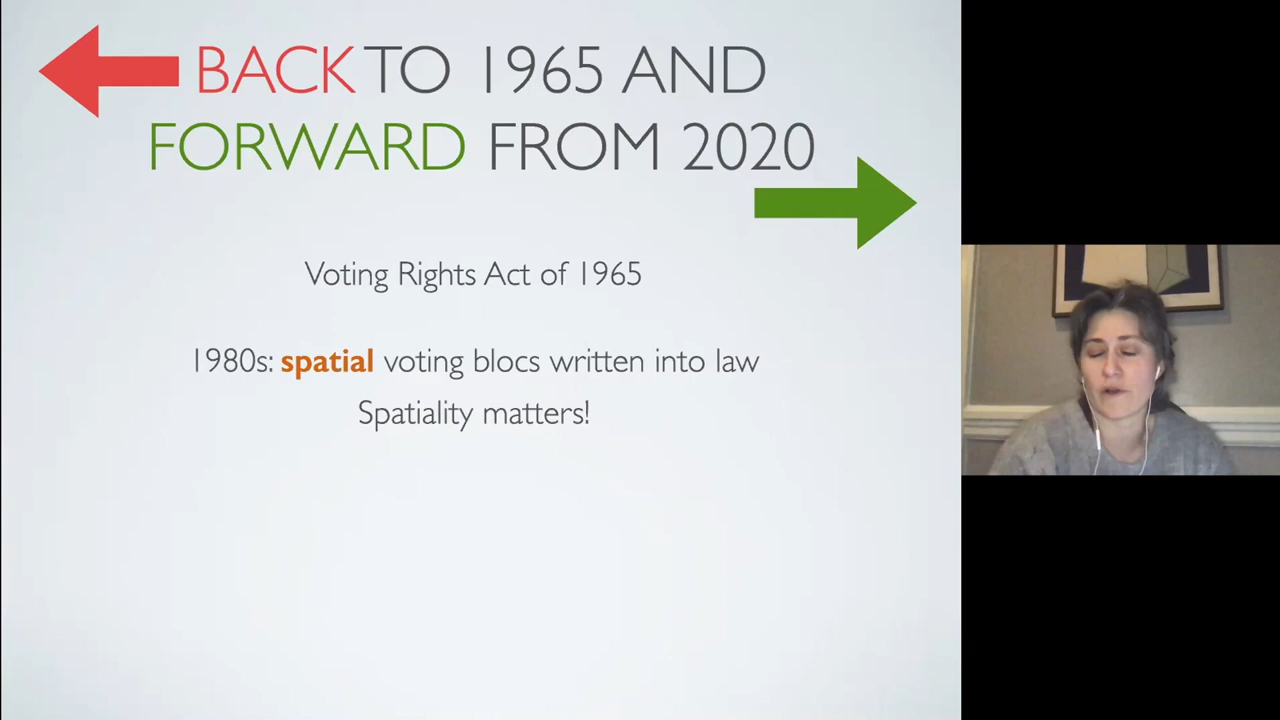 BACK TO 1965 AND
FORWARD FROM 2020
Voting Rights Act of 1965
1980s: spatial voting blocs written into law
Spatiality matters!